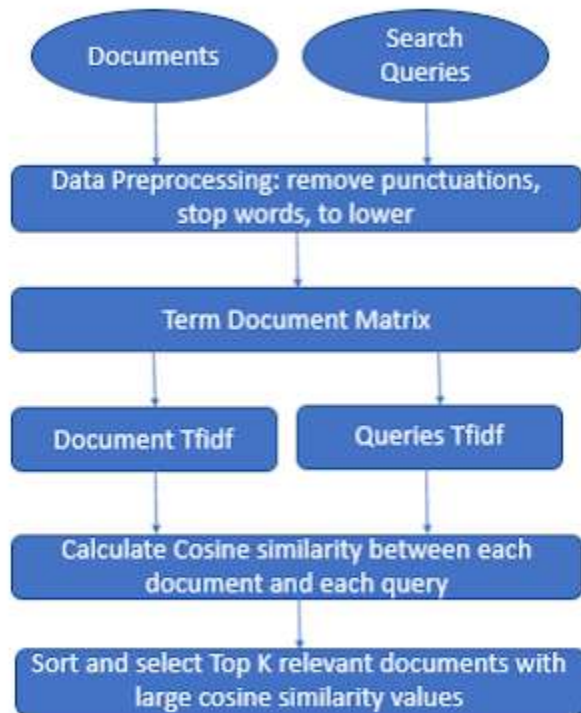 Documents
Search
Queries
Data Preprocessing: remove punctuations,
stop words, to lower
Term Document Matrix
Document Tfidf
Queries Tfidf
Calculate Cosine similarity between each
document and each query
Sort and select Top K relevant documents with
large cosine similarity values